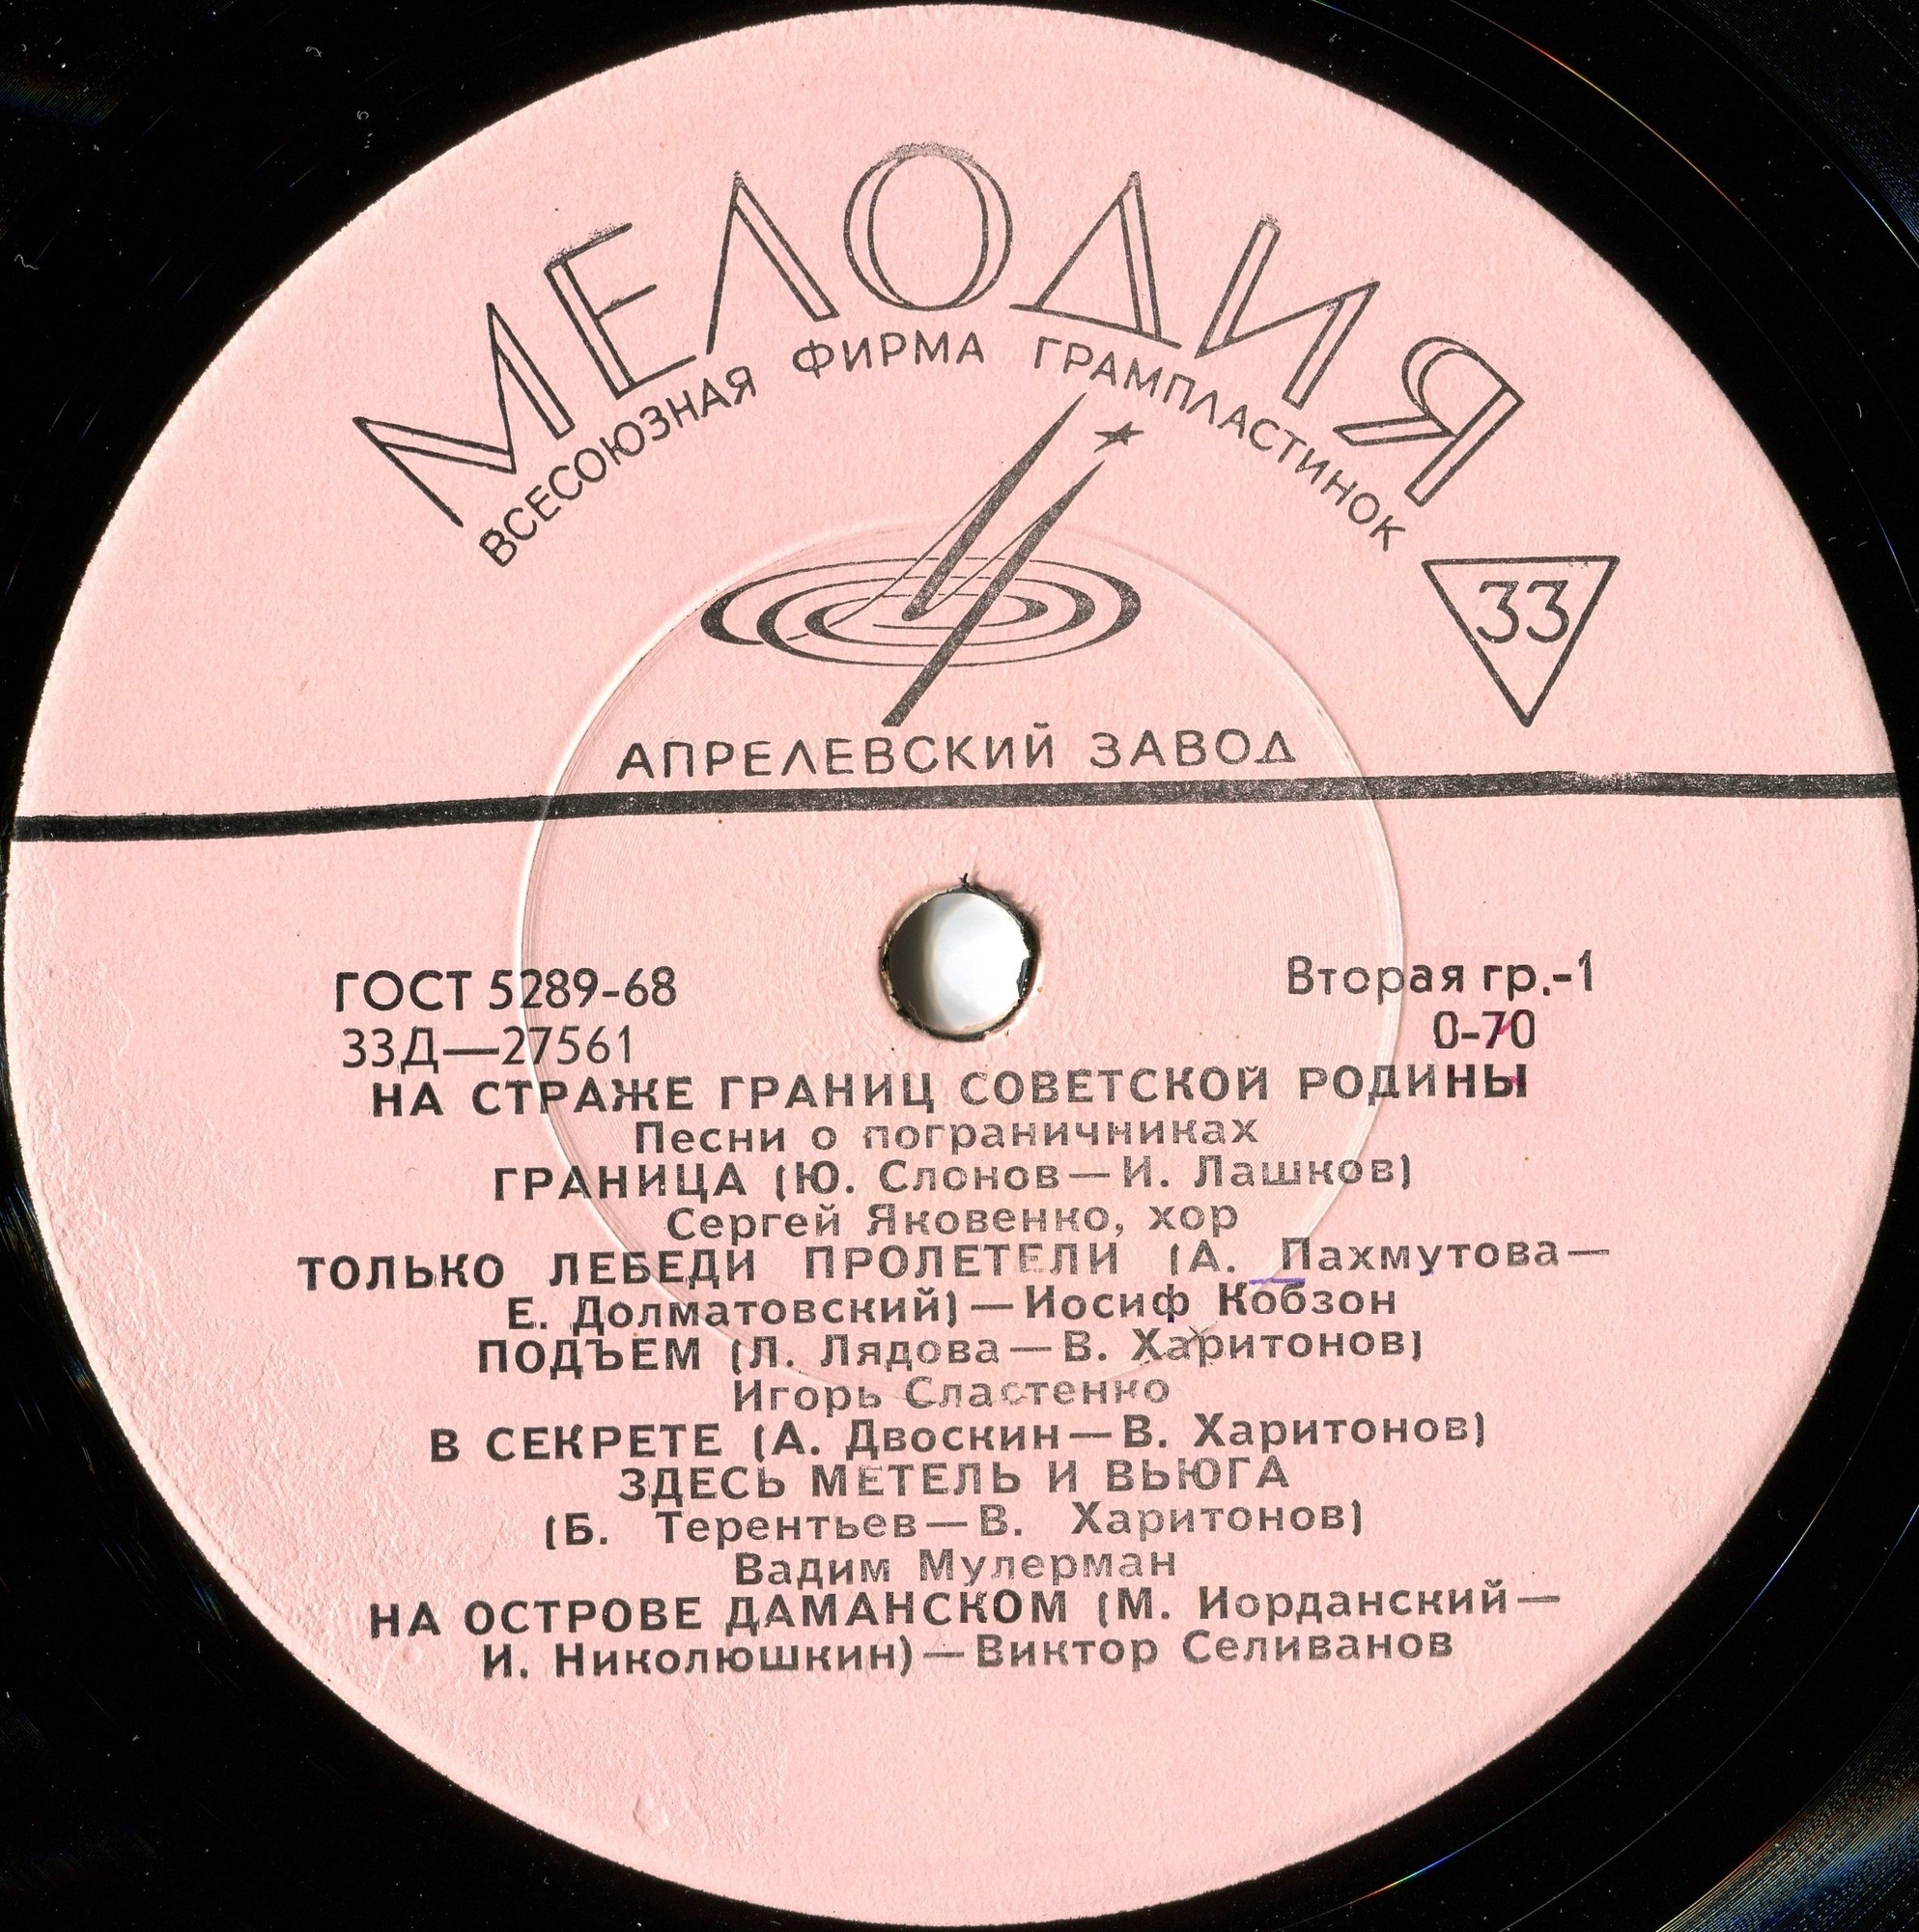 МЕЛОДИЯ
ВСЕСОЮЗНАЯ ФИРМА ГРАМПЛАСТИНОК
33
АПРЕЛЕВСКИЙ ЗАВОД
ГОСТ 5289-68
Вторая гр.-1
33Д—27561
0-70
НА СТРАЖЕ ГРАНИЦ СОВЕТСКОЙ РОДИНЫ
Песни о пограничниках
ГРАНИЦА (Ю. Слонов—И. Лашков)
Сергей Яковенко, хор
ТОЛЬКО ЛЕБЕДИ ПРОЛЕТЕЛИ (А. Пахмутова—
Е. Долматовский)—Иосиф Кобзон
ПОДЪЕМ (Л. Лядова—В. Харитонов)
Игорь Сластенко
В СЕКРЕТЕ (А. Двоскин—В. Харитонов)
ЗДЕСЬ МЕТЕЛЬ И ВЬЮГА
(Б. Терентьев—В. Харитонов)
Вадим Мулерман
НА ОСТРОВЕ ДАМАНСКОМ (М. Иорданский—
И. Николюшкин)—Виктор Селиванов